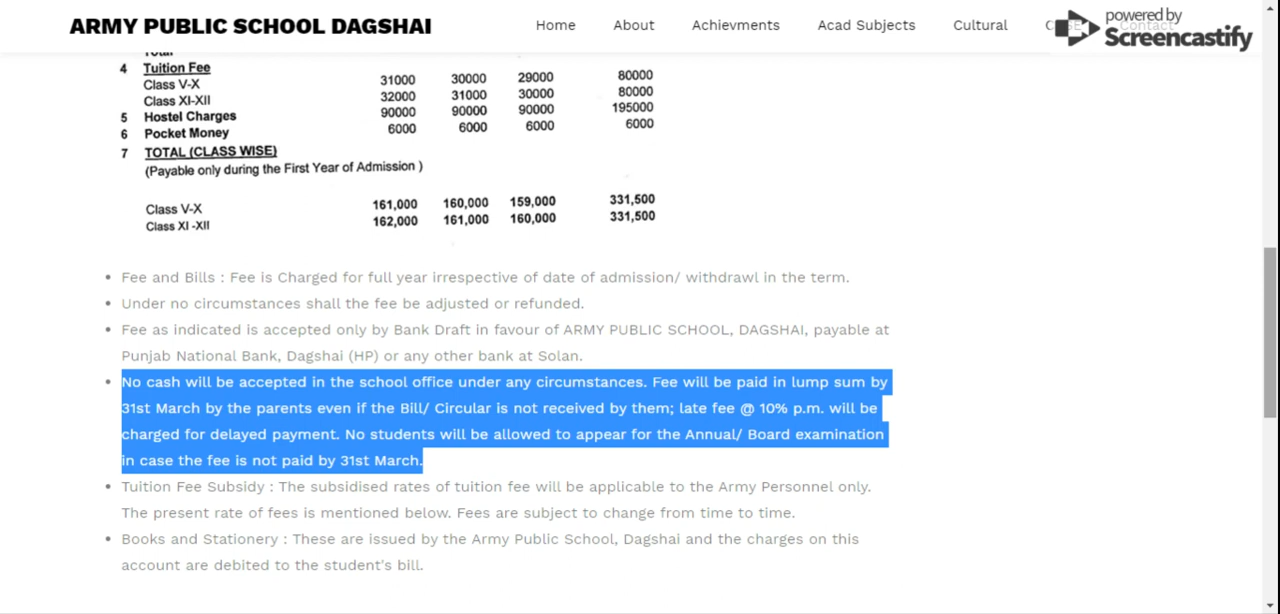 ARMY PUBLIC SCHOOL DAGSHAI Home About Achievments Acad Subjects Cultural
powered by
Screencastify
Total
4 Tuition Fee
Class V-X 31000 30000 29000 80000
Class XI-XII 32000 31000 30000 80000
5 Hostel Charges 90000 90000 90000 195000
6 Pocket Money 6000 6000 6000 6000
7 TOTAL (CLASS WISE)
(Payable only during the First Year of Admission )
Class V-X 161,000 160,000 159,000 331,500
Class XI -XII 162,000 161,000 160,000 331,500
• Fee and Bills : Fee is Charged for full year irrespective of date of admission/ withdrawl in the term.
• Under no circumstances shall the fee be adjusted or refunded.
• Fee as indicated is accepted only by Bank Draft in favour of ARMY PUBLIC SCHOOL, DAGSHAI, payable at
Punjab National Bank, Dagshai (HP) or any other bank at Solan.
• No cash will be accepted in the school office under any circumstances. Fee will be paid in lump sum by
31st March by the parents even if the Bill/ Circular is not received by them; late fee @ 10% p.m. will be
charged for delayed payment. No students will be allowed to appear for the Annual/ Board examination
in case the fee is not paid by 31st March.
• Tuition Fee Subsidy : The subsidised rates of tuition fee will be applicable to the Army Personnel only.
The present rate of fees is mentioned below. Fees are subject to change from time to time.
• Books and Stationery : These are issued by the Army Public School, Dagshai and the charges on this
account are debited to the student's bill.